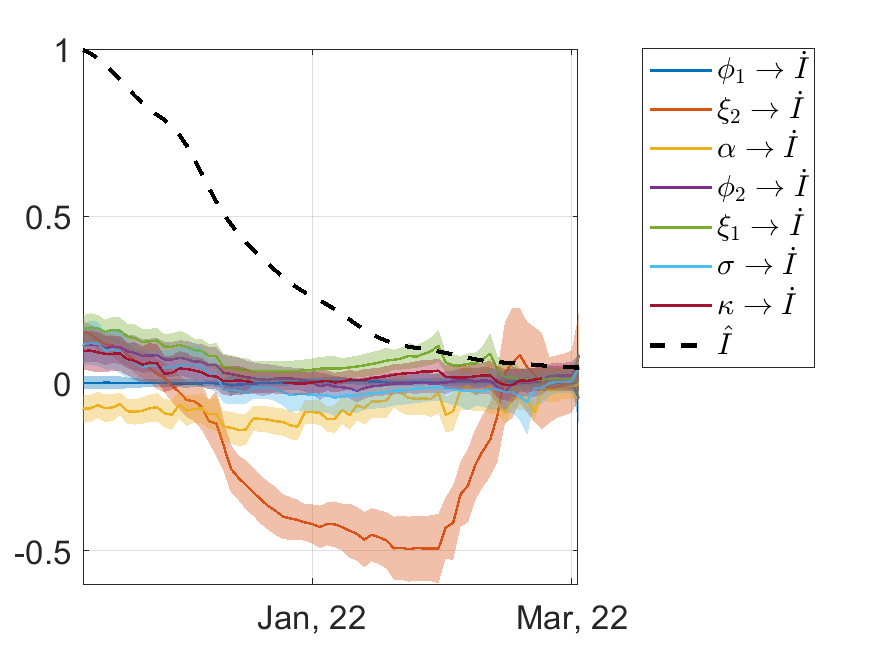 1
0.5
0
-0.5
Jan, 22
Mar, 22
ϕ₁ → İ
ξ₂ → İ
α → İ
ϕ₂ → İ
ξ₁ → İ
σ → İ
κ → İ
Î